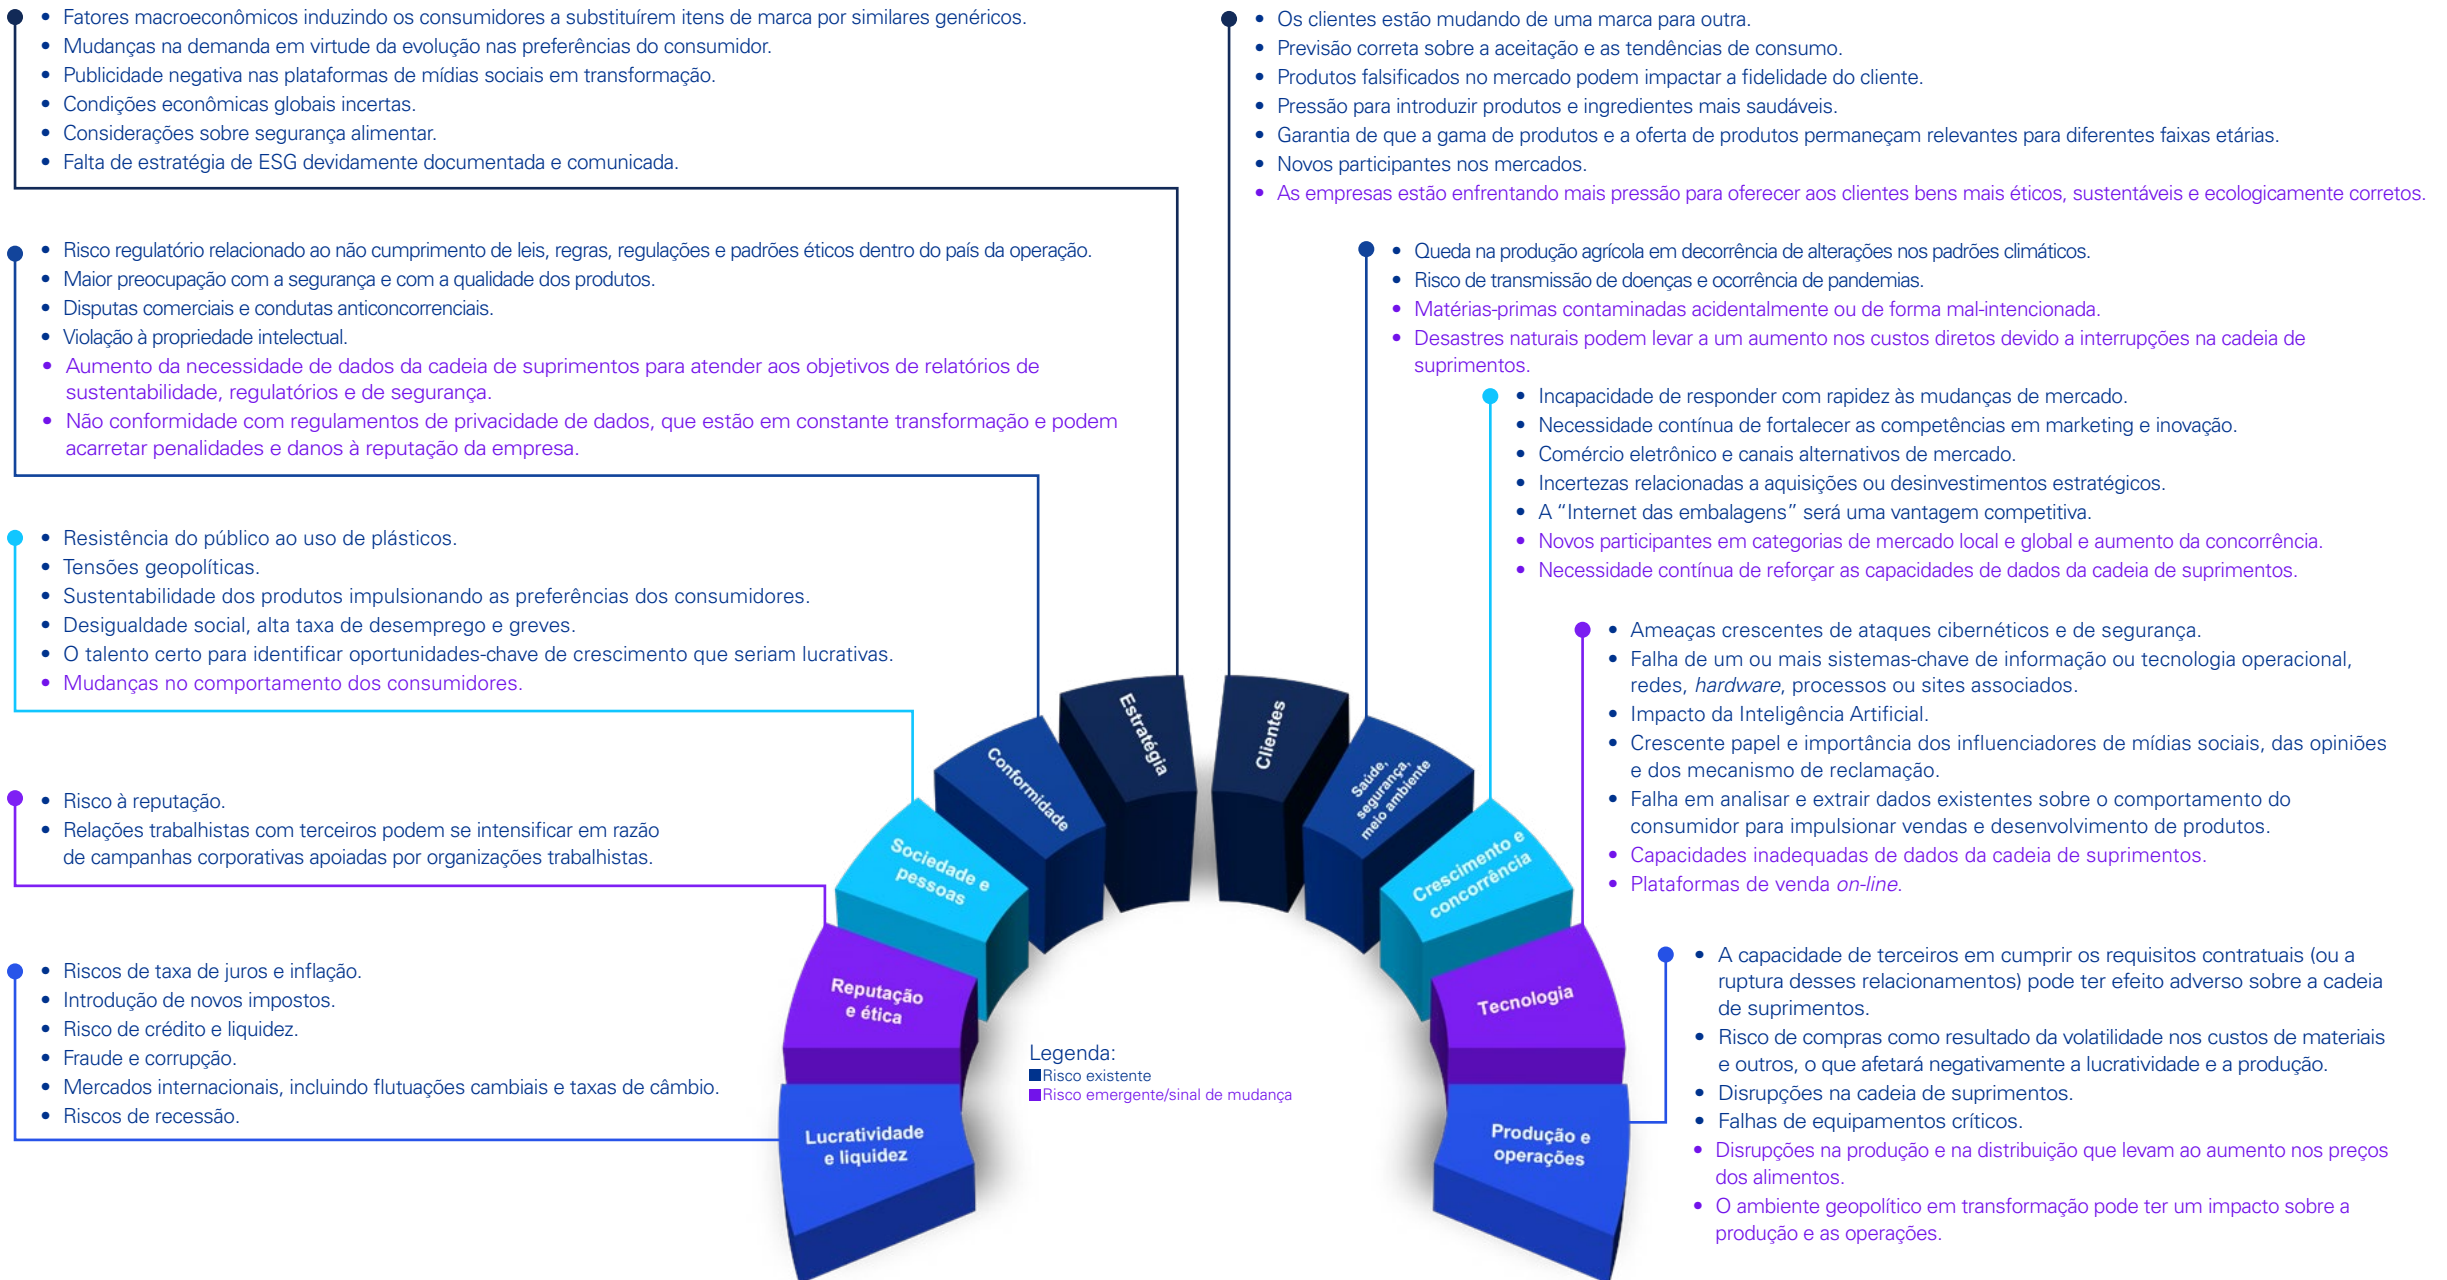 • Fatores macroeconômicos induzindo os consumidores a substituírem itens de marca por similares genéricos.
• Mudanças na demanda em virtude da evolução nas preferências do consumidor.
• Publicidade negativa nas plataformas de mídias sociais em transformação.
• Condições econômicas globais incertas.
• Considerações sobre segurança alimentar.
• Falta de estratégia de ESG devidamente documentada e comunicada.
• Risco regulatório relacionado ao não cumprimento de leis, regras, regulações e padrões éticos dentro do país da operação.
• Maior preocupação com a segurança e com a qualidade dos produtos.
• Disputas comerciais e condutas anticoncorrenciais.
• Violação à propriedade intelectual.
• Aumento da necessidade de dados da cadeia de suprimentos para atender aos objetivos de relatórios de
sustentabilidade, regulatórios e de segurança.
• Não conformidade com regulamentos de privacidade de dados, que estão em constante transformação e podem
acarretar penalidades e danos à reputação da empresa.
• Resistência do público ao uso de plásticos.
• Tensões geopolíticas.
• Sustentabilidade dos produtos impulsionando as preferências dos consumidores.
• Desigualdade social, alta taxa de desemprego e greves.
• O talento certo para identificar oportunidades-chave de crescimento que seriam lucrativas.
• Mudanças no comportamento dos consumidores.
• Risco à reputação.
• Relações trabalhistas com terceiros podem se intensificar em razão
de campanhas corporativas apoiadas por organizações trabalhistas.
• Riscos de taxa de juros e inflação.
• Introdução de novos impostos.
• Risco de crédito e liquidez.
• Fraude e corrupção.
• Mercados internacionais, incluindo flutuações cambiais e taxas de câmbio.
• Riscos de recessão.
• Os clientes estão mudando de uma marca para outra.
• Previsão correta sobre a aceitação e as tendências de consumo.
• Produtos falsificados no mercado podem impactar a fidelidade do cliente.
• Pressão para introduzir produtos e ingredientes mais saudáveis.
• Garantia de que a gama de produtos e a oferta de produtos permaneçam relevantes para diferentes faixas etárias.
• Novos participantes nos mercados.
• As empresas estão enfrentando mais pressão para oferecer aos clientes bens mais éticos, sustentáveis e ecologicamente corretos.
• Queda na produção agrícola em decorrência de alterações nos padrões climáticos.
• Risco de transmissão de doenças e ocorrência de pandemias.
• Matérias-primas contaminadas acidentalmente ou de forma mal-intencionada.
• Desastres naturais podem levar a um aumento nos custos diretos devido a interrupções na cadeia de
suprimentos.
• Incapacidade de responder com rapidez às mudanças de mercado.
• Necessidade contínua de fortalecer as competências em marketing e inovação.
• Comércio eletrônico e canais alternativos de mercado.
• Incertezas relacionadas a aquisições ou desinvestimentos estratégicos.
• A “Internet das embalagens” será uma vantagem competitiva.
• Novos participantes em categorias de mercado local e global e aumento da concorrência.
• Necessidade contínua de reforçar as capacidades de dados da cadeia de suprimentos.
• Ameaças crescentes de ataques cibernéticos e de segurança.
• Falha de um ou mais sistemas-chave de informação ou tecnologia operacional,
redes, hardware, processos ou sites associados.
• Impacto da Inteligência Artificial.
• Crescente papel e importância dos influenciadores de mídias sociais, das opiniões
e dos mecanismo de reclamação.
• Falha em analisar e extrair dados existentes sobre o comportamento do
consumidor para impulsionar vendas e desenvolvimento de produtos.
• Capacidades inadequadas de dados da cadeia de suprimentos.
• Plataformas de venda on-line.
• A capacidade de terceiros em cumprir os requisitos contratuais (ou a
ruptura desses relacionamentos) pode ter efeito adverso sobre a cadeia
de suprimentos.
• Risco de compras como resultado da volatilidade nos custos de materiais
e outros, o que afetará negativamente a lucratividade e a produção.
• Disrupções na cadeia de suprimentos.
• Falhas de equipamentos críticos.
• Disrupções na produção e na distribuição que levam ao aumento nos preços
dos alimentos.
• O ambiente geopolítico em transformação pode ter um impacto sobre a
produção e as operações.
Lucratividade
e liquidez
Reputação
e ética
Sociedade e
pessoas
Conformidade
Estratégia
Clientes
Saúde,
segurança,
meio ambiente
Crescimento e
concorrência
Tecnologia
Produção e
operações
Legenda:
Risco existente
Risco emergente/sinal de mudança